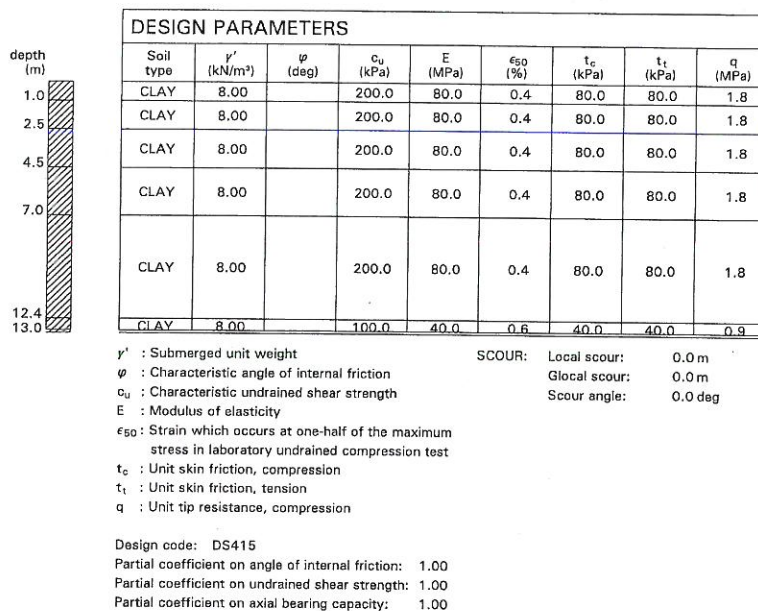 DESIGN PARAMETERS
depth (m)
Soil type γ' (kN/m³) φ (deg) cu (kPa) E (MPa) ϵ50 (%) tc (kPa) tt (kPa) q (MPa)
1.0 CLAY 8.00 200.0 80.0 0.4 80.0 80.0 1.8
2.5 CLAY 8.00 200.0 80.0 0.4 80.0 80.0 1.8
4.5 CLAY 8.00 200.0 80.0 0.4 80.0 80.0 1.8
7.0 CLAY 8.00 200.0 80.0 0.4 80.0 80.0 1.8
12.4 CLAY 8.00 200.0 80.0 0.4 80.0 80.0 1.8
13.0 CLAY 8.00 100.0 40.0 0.6 40.0 40.0 0.9
γ' : Submerged unit weight
φ : Characteristic angle of internal friction
cu : Characteristic undrained shear strength
E : Modulus of elasticity
ϵ50 : Strain which occurs at one-half of the maximum
stress in laboratory undrained compression test
tc : Unit skin friction, compression
tt : Unit skin friction, tension
q : Unit tip resistance, compression
SCOUR: Local scour: 0.0 m
Glocal scour: 0.0 m
Scour angle: 0.0 deg
Design code: DS415
Partial coefficient on angle of internal friction: 1.00
Partial coefficient on undrained shear strength: 1.00
Partial coefficient on axial bearing capacity: 1.00